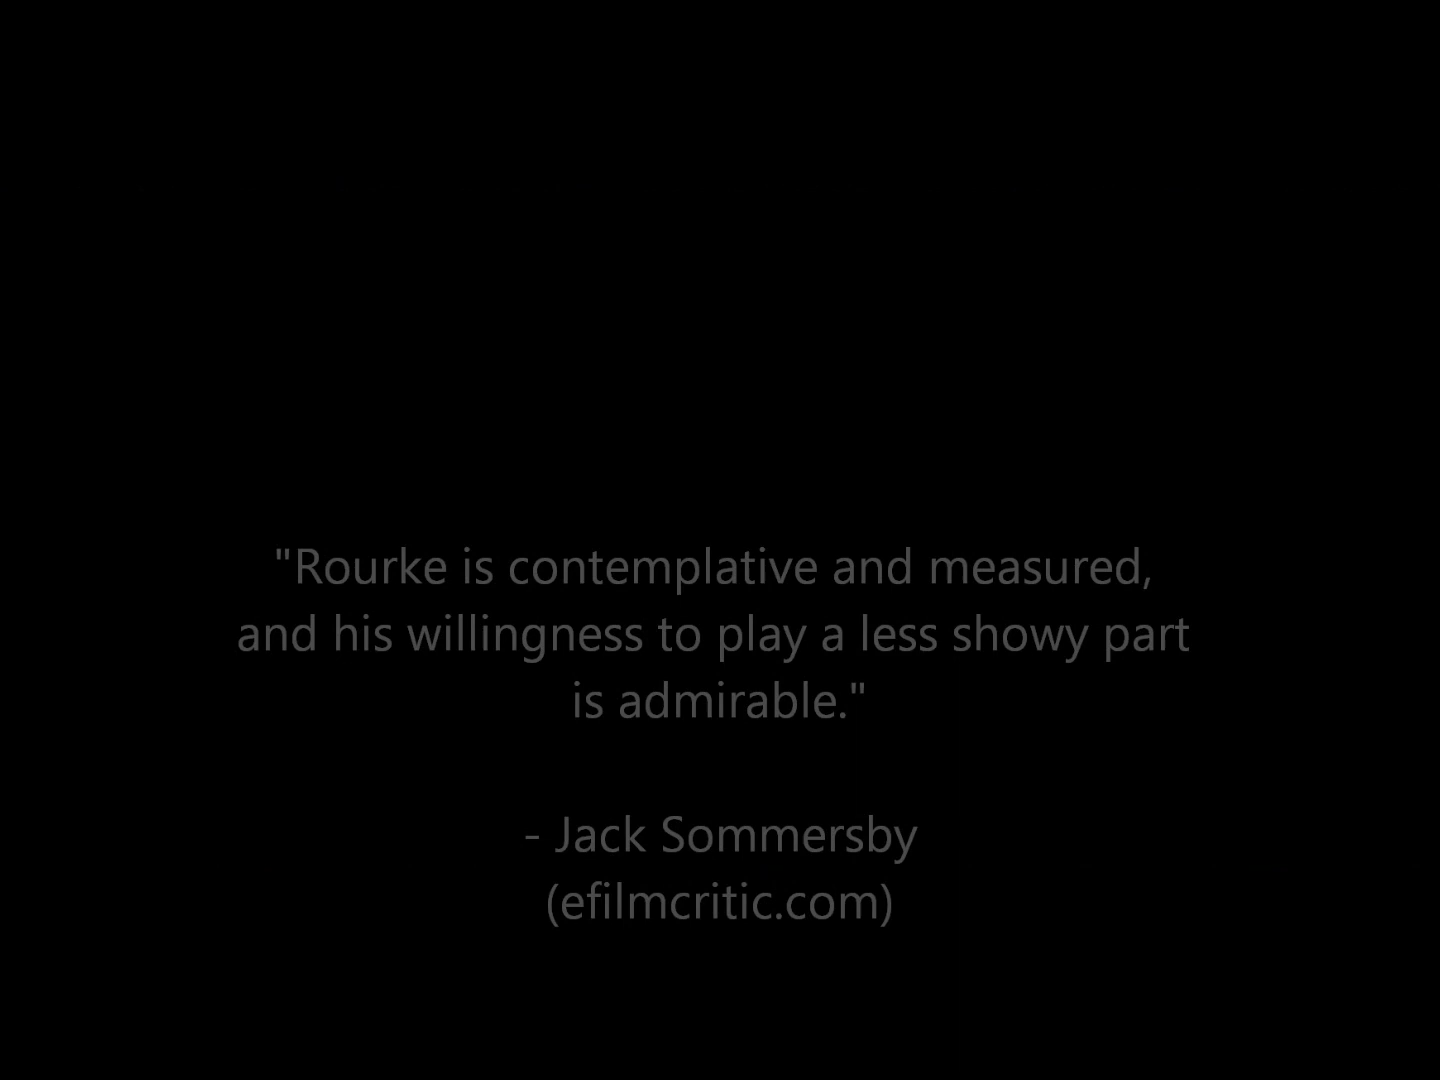 "Rourke is contemplative and measured,
and his willingness to play a less showy part
is admirable."
- Jack Sommersby
(efilmcritic.com)